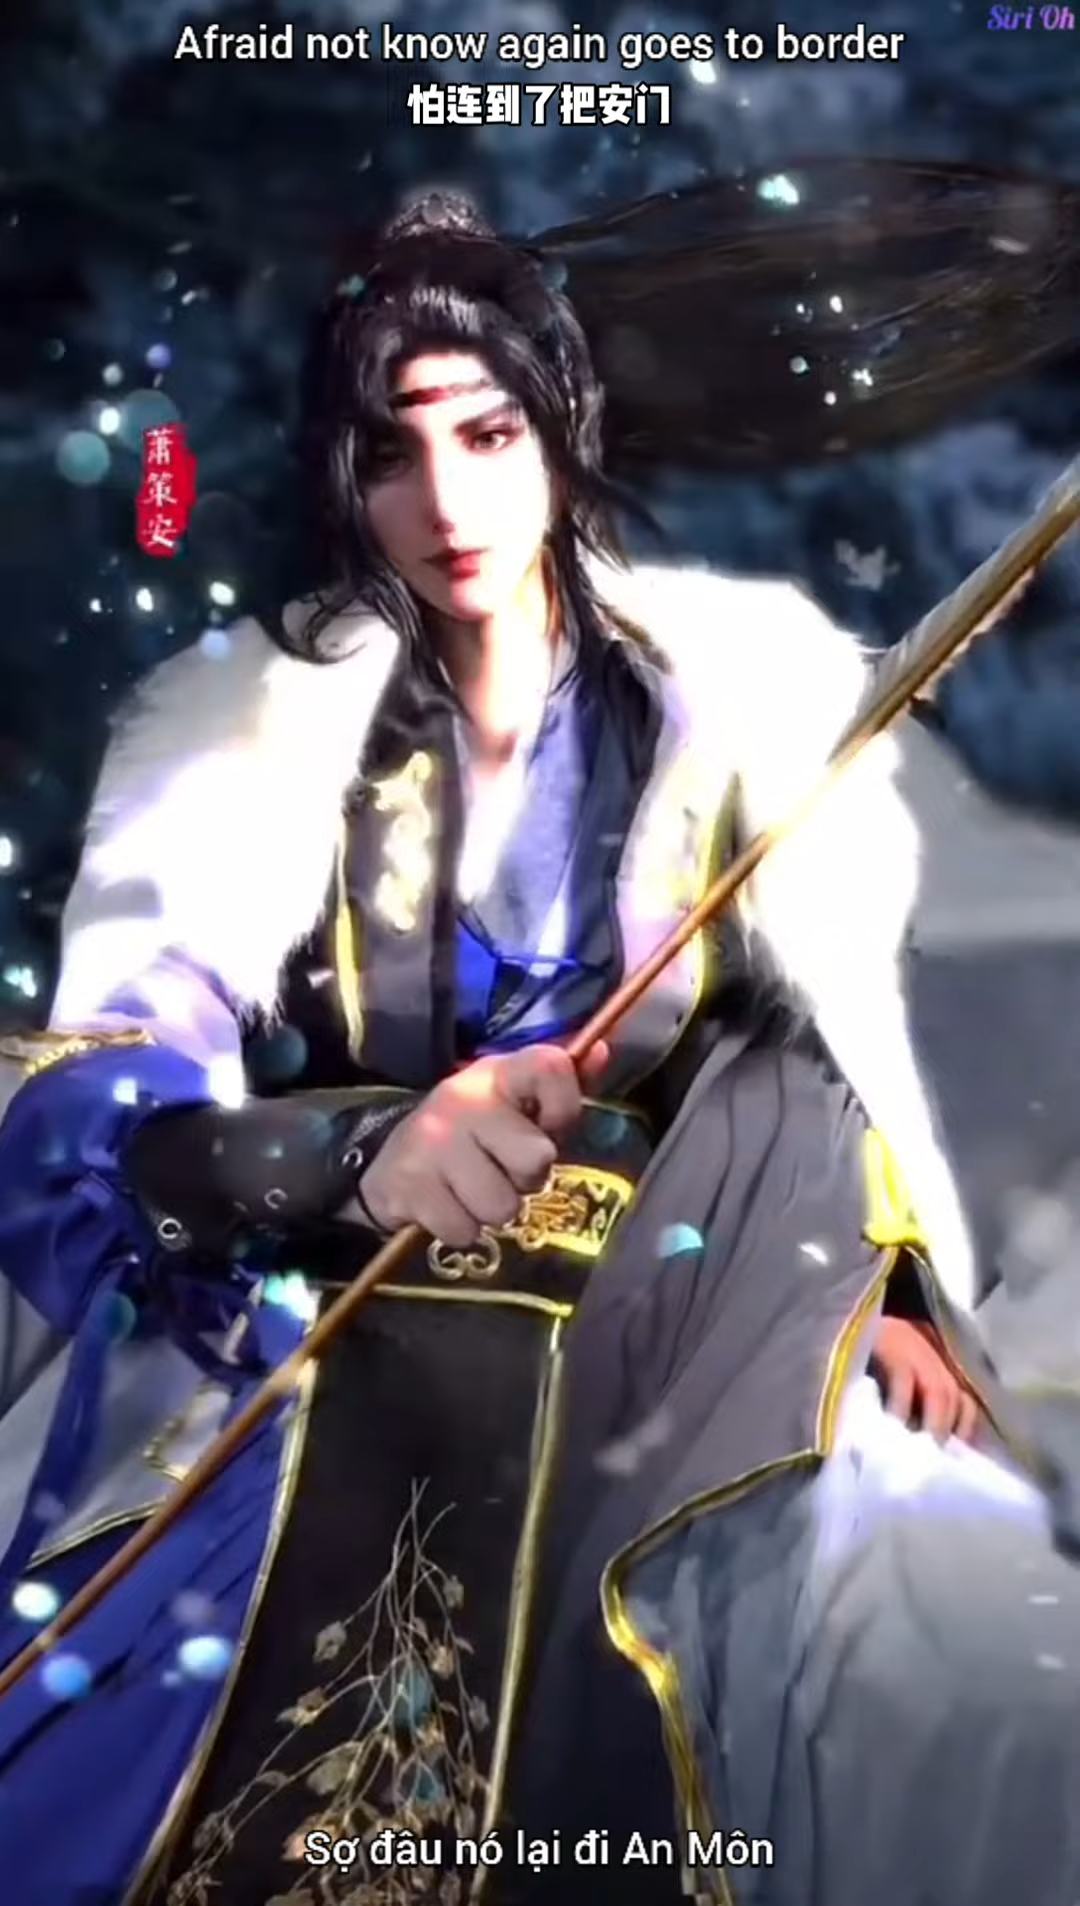 Siri Oh
Afraid not know again goes to border
怕连到了把安门
萧
策
安
Sợ đâu nó lại đi An Môn